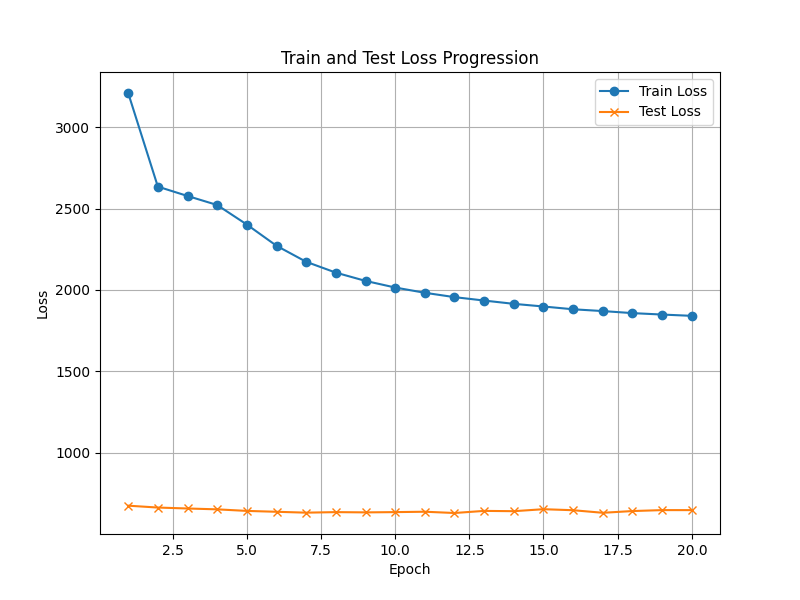 Train and Test Loss Progression
Train Loss
Test Loss
3000
2500
2000
1500
1000
Loss
2.5 5.0 7.5 10.0 12.5 15.0 17.5 20.0
Epoch